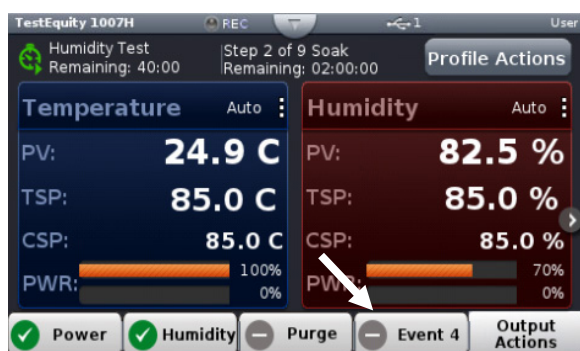 TestEquity 1007H REC 1 User
Humidity Test
Remaining: 40:00
Step 2 of 9 Soak
Remaining: 02:00:00
Profile Actions
Temperature Auto
PV: 24.9 C
TSP: 85.0 C
CSP: 85.0 C
PWR: 100%
0%
Humidity Auto
PV: 82.5 %
TSP: 85.0 %
CSP: 85.0 %
PWR: 70%
0%
Power
Humidity
Purge
Event 4
Output
Actions